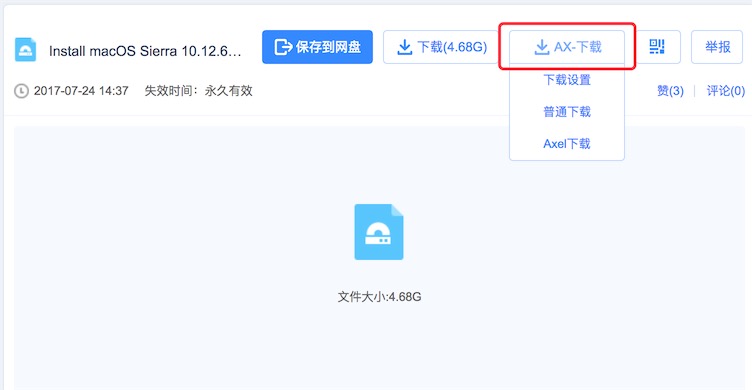 Install macOS Sierra 10.12.6... 保存到网盘 下载(4.68G) AX-下载 举报
2017-07-24 14:37 失效时间：永久有效 赞(3) 评论(0)
下载设置
普通下载
Axel下载
文件大小:4.68G